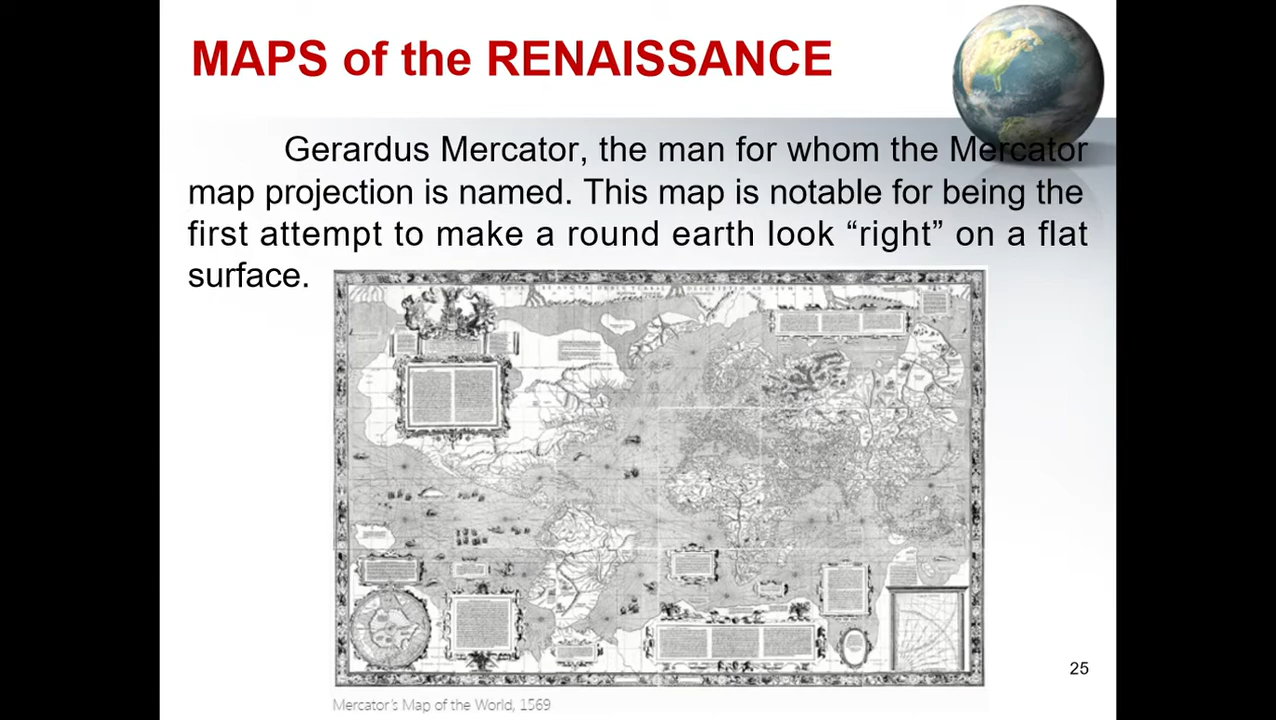 MAPS of the RENAISSANCE
Gerardus Mercator, the man for whom the Mercator
map projection is named. This map is notable for being the
first attempt to make a round earth look “right” on a flat
surface.
25
Mercator's Map of the World, 1569